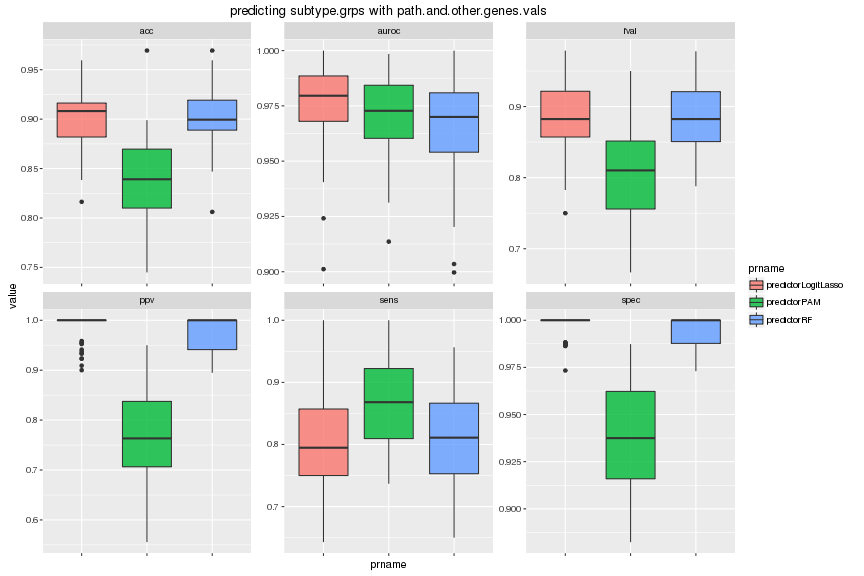 predicting subtype.grps with path.and.other.genes.vals
acc
auroc
fval
0.95
0.90
0.85
0.80
0.75
1.000
0.975
0.950
0.925
0.900
0.9
0.8
0.7
value
ppv
sens
spec
1.0
0.9
0.8
0.7
0.6
1.0
0.9
0.8
0.7
1.000
0.975
0.950
0.925
0.900
prname
prname
predictorLogitLasso
predictorPAM
predictorRF